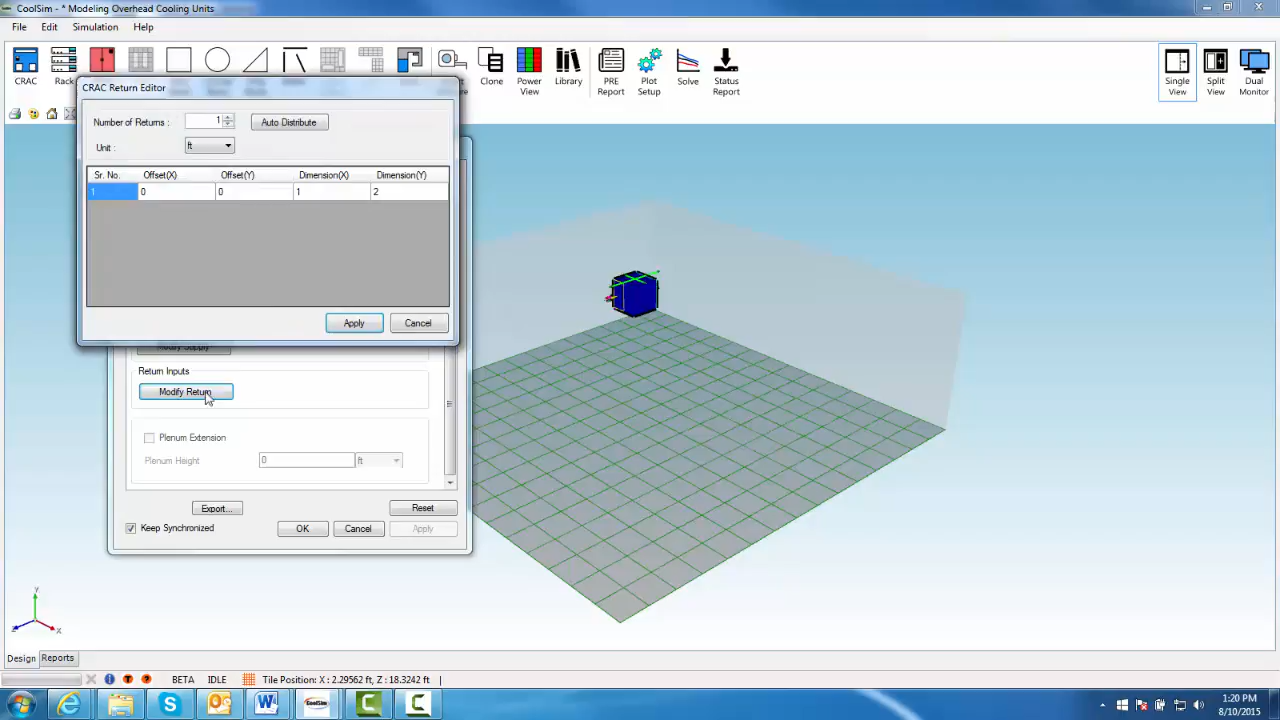 CoolSim - * Modeling Overhead Cooling Units
File Edit Simulation Help
CRAC Rack Clone Power View Library PRE Report Plot Setup Solve Status Report Single View Split View Dual Monitor
CRAC Return Editor
Number of Returns : 1 Auto Distribute
Unit : ft
Sr. No. Offset(X) Offset(Y) Dimension(X) Dimension(Y)
1 0 0 1 2
Apply Cancel
Modify Supply
Return Inputs
Modify Return
Plenum Extension
Plenum Height 0 ft
Export... Reset
Keep Synchronized OK Cancel Apply
Y
Z X
Design Reports
BETA IDLE Tile Position: X : 2.29562 ft, Z : 18.3242 ft
1:20 PM
8/10/2015